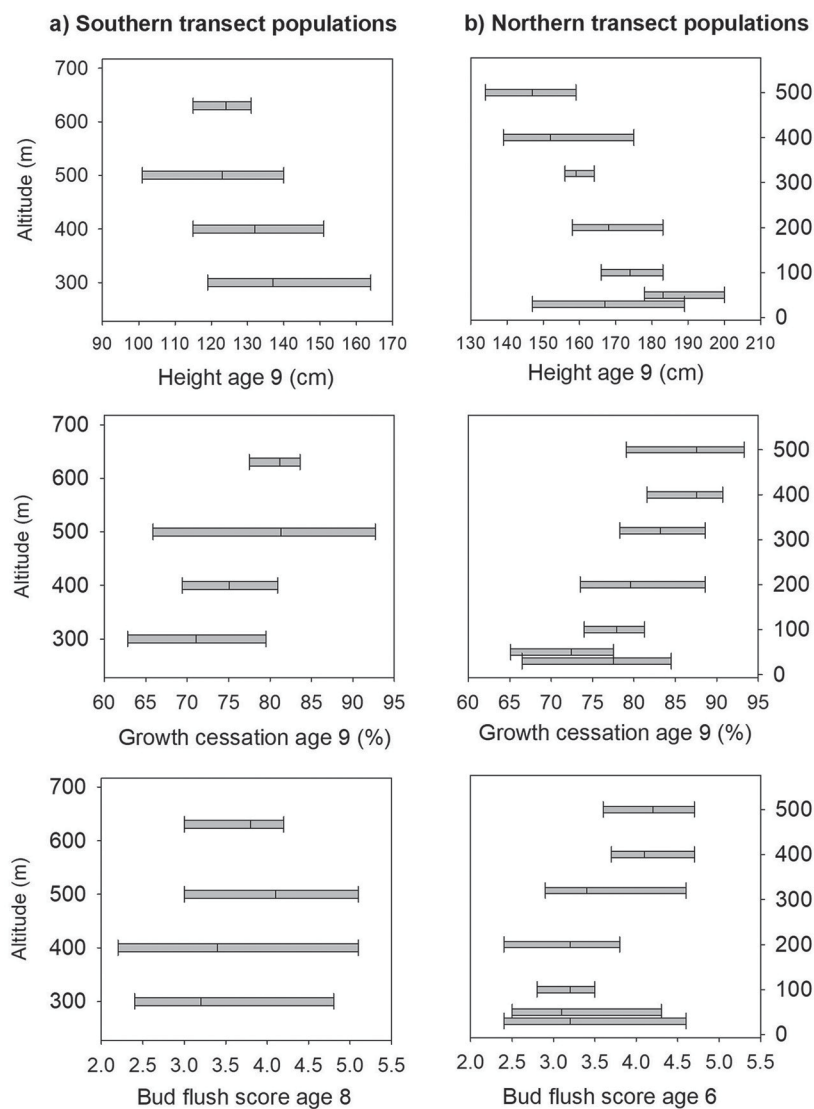 a) Southern transect populations
b) Northern transect populations
Altitude (m)
700
600
500
400
300
90 100 110 120 130 140 150 160 170
Height age 9 (cm)
500
400
300
200
100
0
130 140 150 160 170 180 190 200 210
Height age 9 (cm)
Altitude (m)
700
600
500
400
300
60 65 70 75 80 85 90 95
Growth cessation age 9 (%)
500
400
300
200
100
0
60 65 70 75 80 85 90 95
Growth cessation age 9 (%)
Altitude (m)
700
600
500
400
300
2.0 2.5 3.0 3.5 4.0 4.5 5.0 5.5
Bud flush score age 8
500
400
300
200
100
0
2.0 2.5 3.0 3.5 4.0 4.5 5.0 5.5
Bud flush score age 6